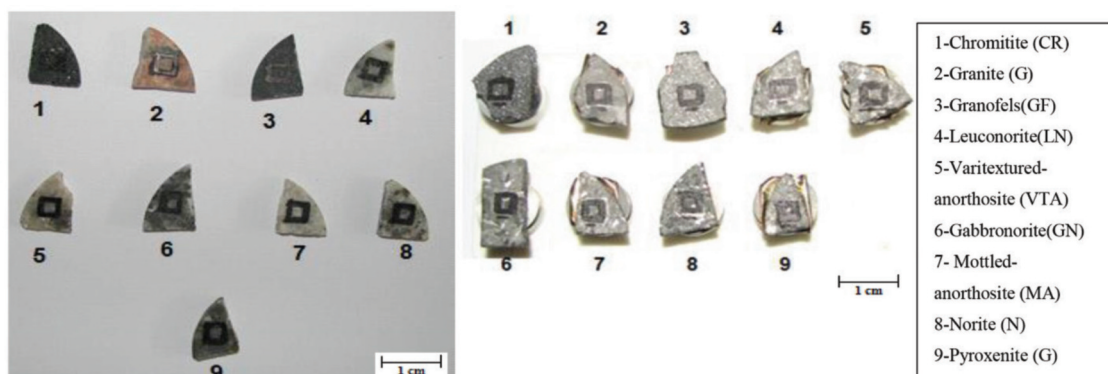 1 2 3 4
5 6 7 8
9
1 cm
1 2 3 4 5
6 7 8 9
1 cm
1-Chromitite (CR)
2-Granite (G)
3-Granofels(GF)
4-Leuconorite(LN)
5-Varitextured-
anorthosite (VTA)
6-Gabbronorite(GN)
7- Mottled-
anorthosite (MA)
8-Norite (N)
9-Pyroxenite (G)